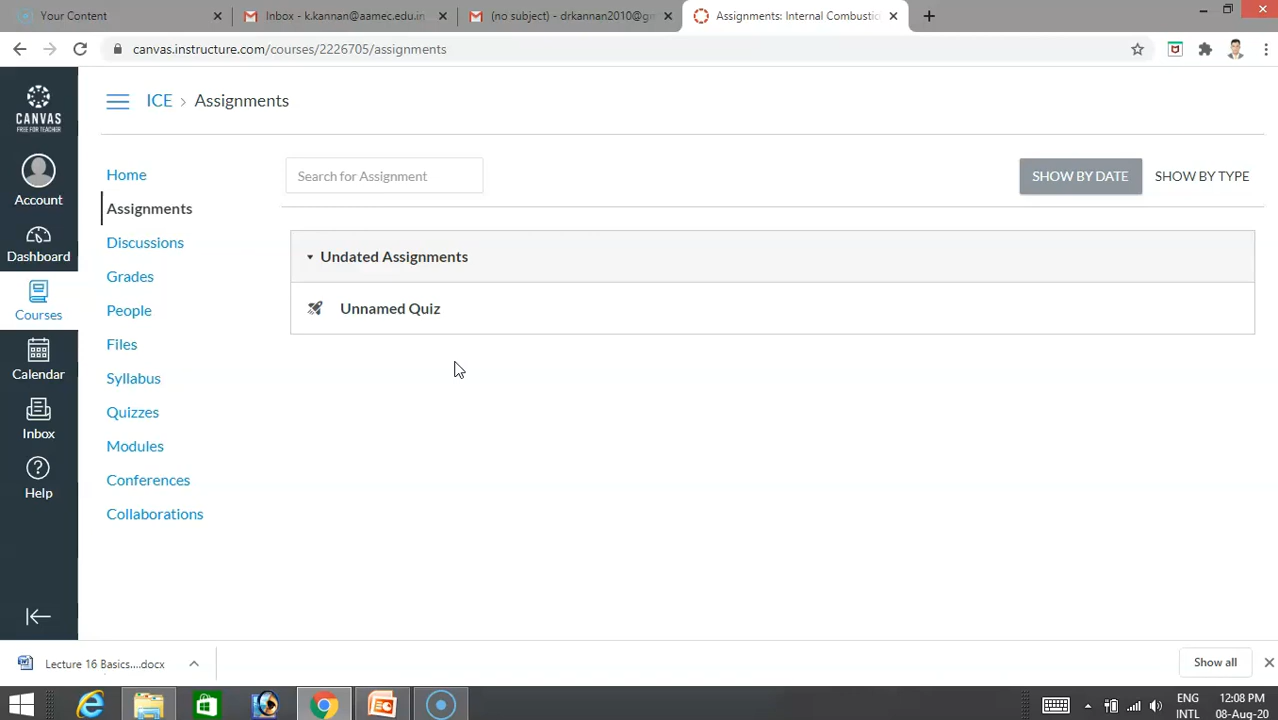 Your Content
Inbox - k.kannan@aamec.edu.in
(no subject) - drkannan2010@gm
Assignments: Internal Combustic
canvas.instructure.com/courses/2226705/assignments
CANVAS
FREE FOR TEACHER
Account
Dashboard
Courses
Calendar
Inbox
Help
ICE > Assignments
Home
Assignments
Discussions
Grades
People
Files
Syllabus
Quizzes
Modules
Conferences
Collaborations
Search for Assignment
SHOW BY DATE
SHOW BY TYPE
Undated Assignments
Unnamed Quiz
Lecture 16 Basics....docx
Show all
ENG
INTL
12:08 PM
08-Aug-20